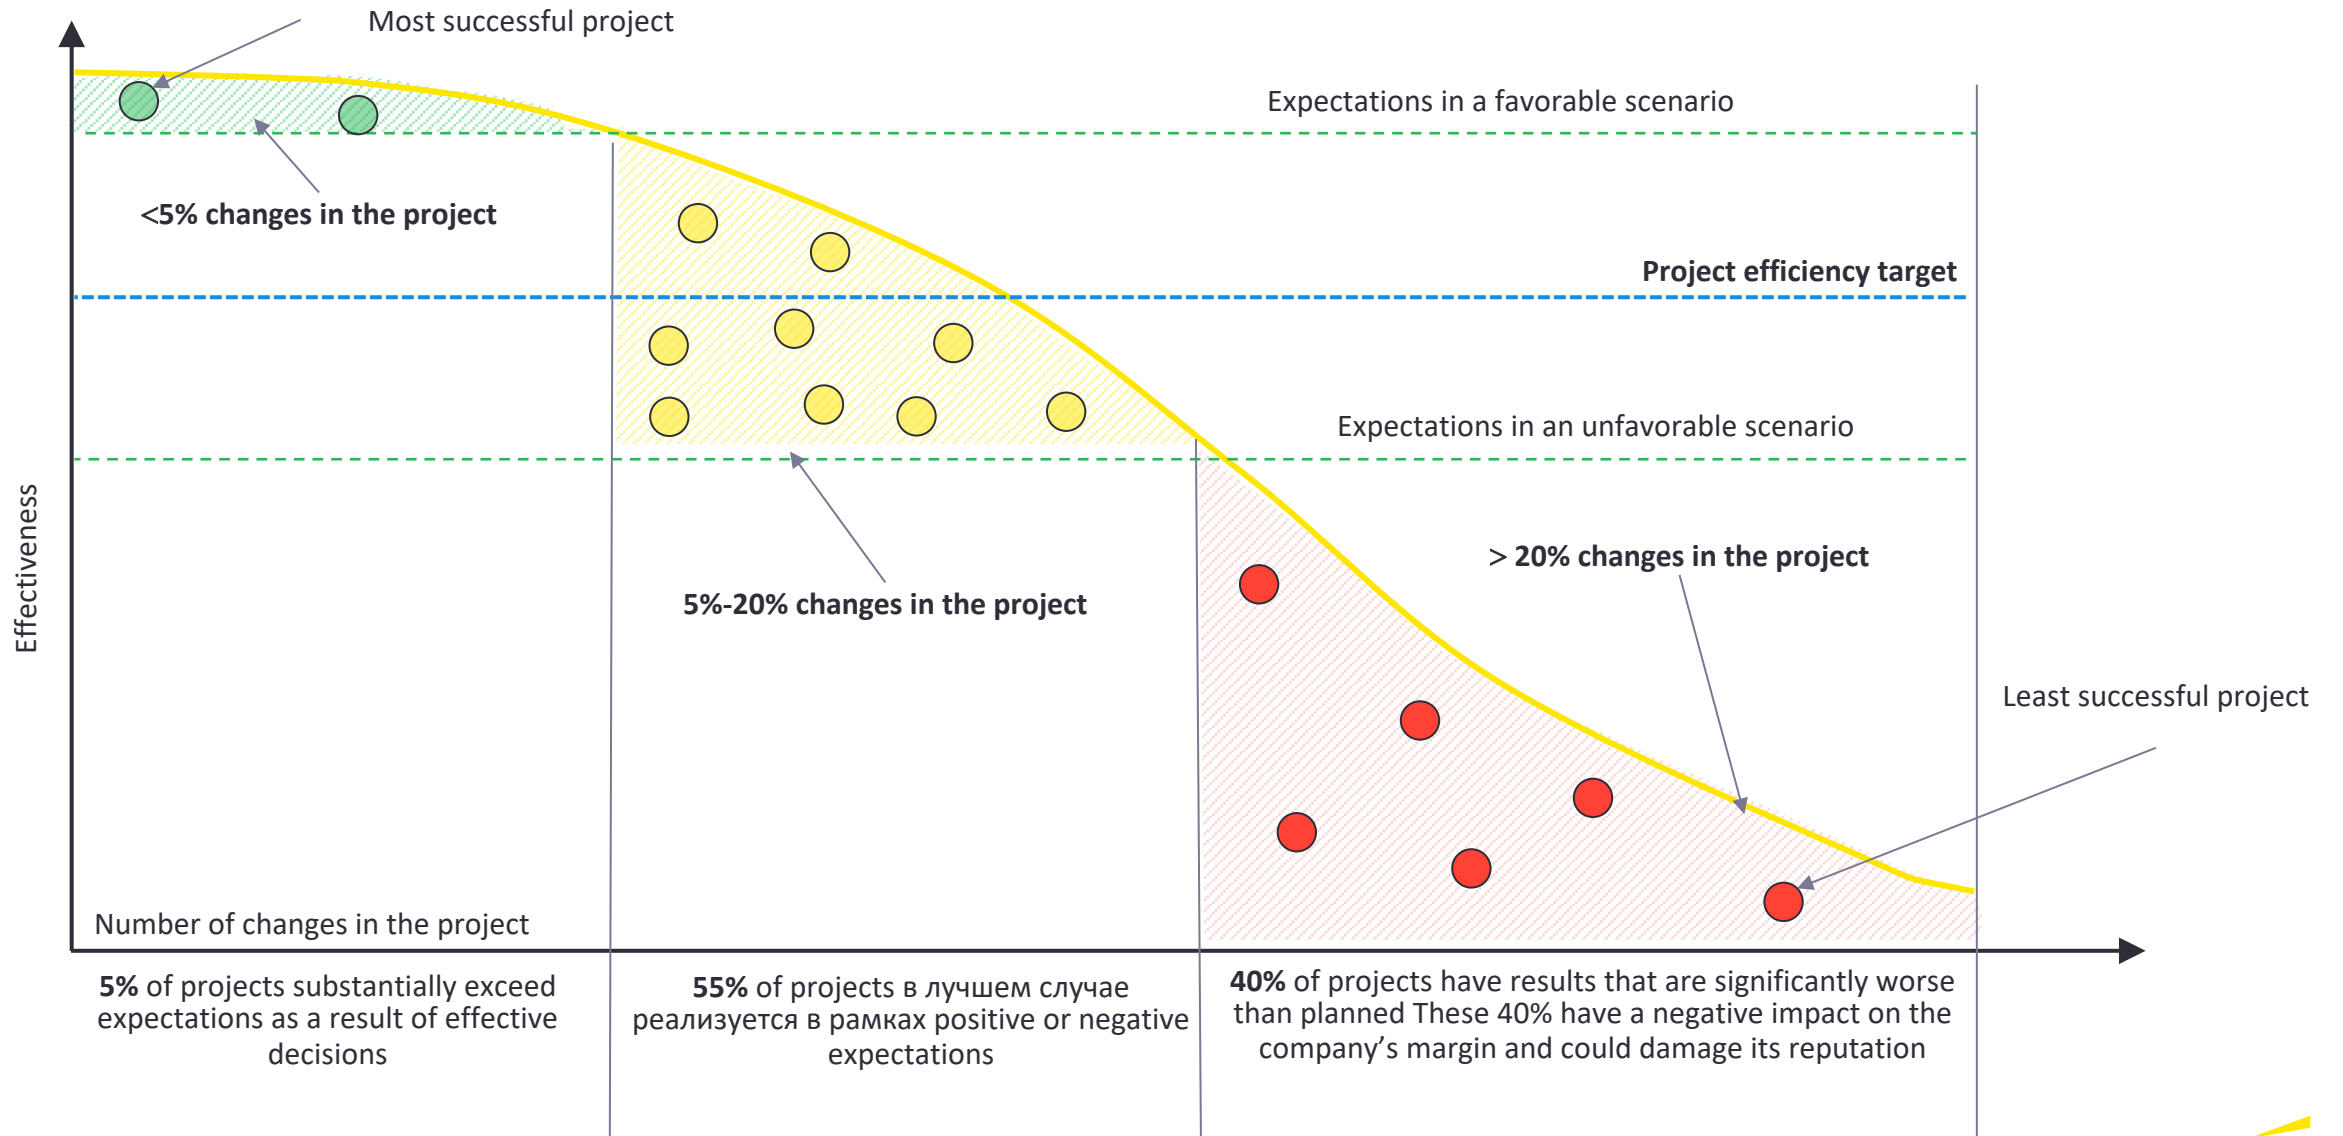 Most successful project
Expectations in a favorable scenario
<5% changes in the project
Project efficiency target
Expectations in an unfavorable scenario
Effectiveness
> 20% changes in the project
5%-20% changes in the project
Least successful project
Number of changes in the project
5% of projects substantially exceed
expectations as a result of effective
decisions
55% of projects в лучшем случае
реализуется в рамках positive or negative
expectations
40% of projects have results that are significantly worse
than planned These 40% have a negative impact on the
company’s margin and could damage its reputation